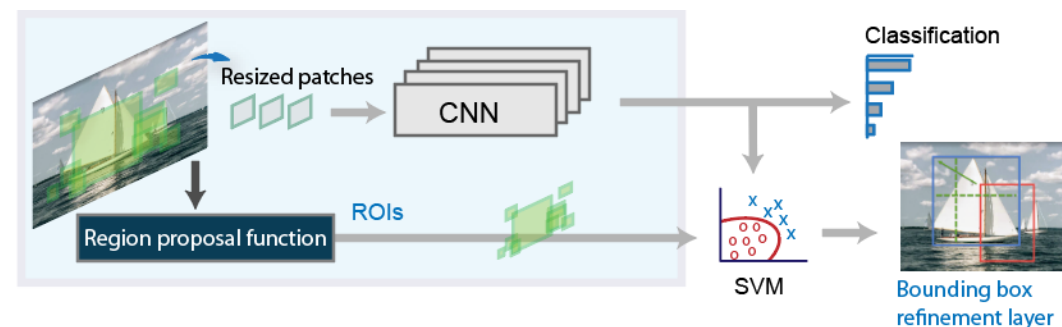 Classification
Resized patches
CNN
ROIs
Region proposal function
SVM
Bounding box
refinement layer